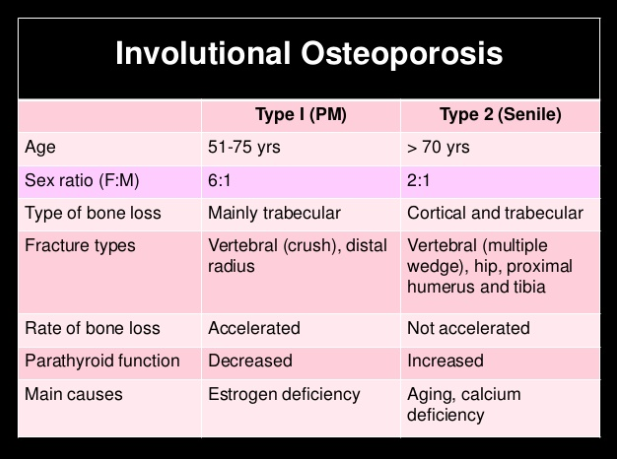 Involutional Osteoporosis
Type I (PM) Type 2 (Senile)
Age 51-75 yrs > 70 yrs
Sex ratio (F:M) 6:1 2:1
Type of bone loss Mainly trabecular Cortical and trabecular
Fracture types Vertebral (crush), distal Vertebral (multiple
radius wedge), hip, proximal
humerus and tibia
Rate of bone loss Accelerated Not accelerated
Parathyroid function Decreased Increased
Main causes Estrogen deficiency Aging, calcium
deficiency